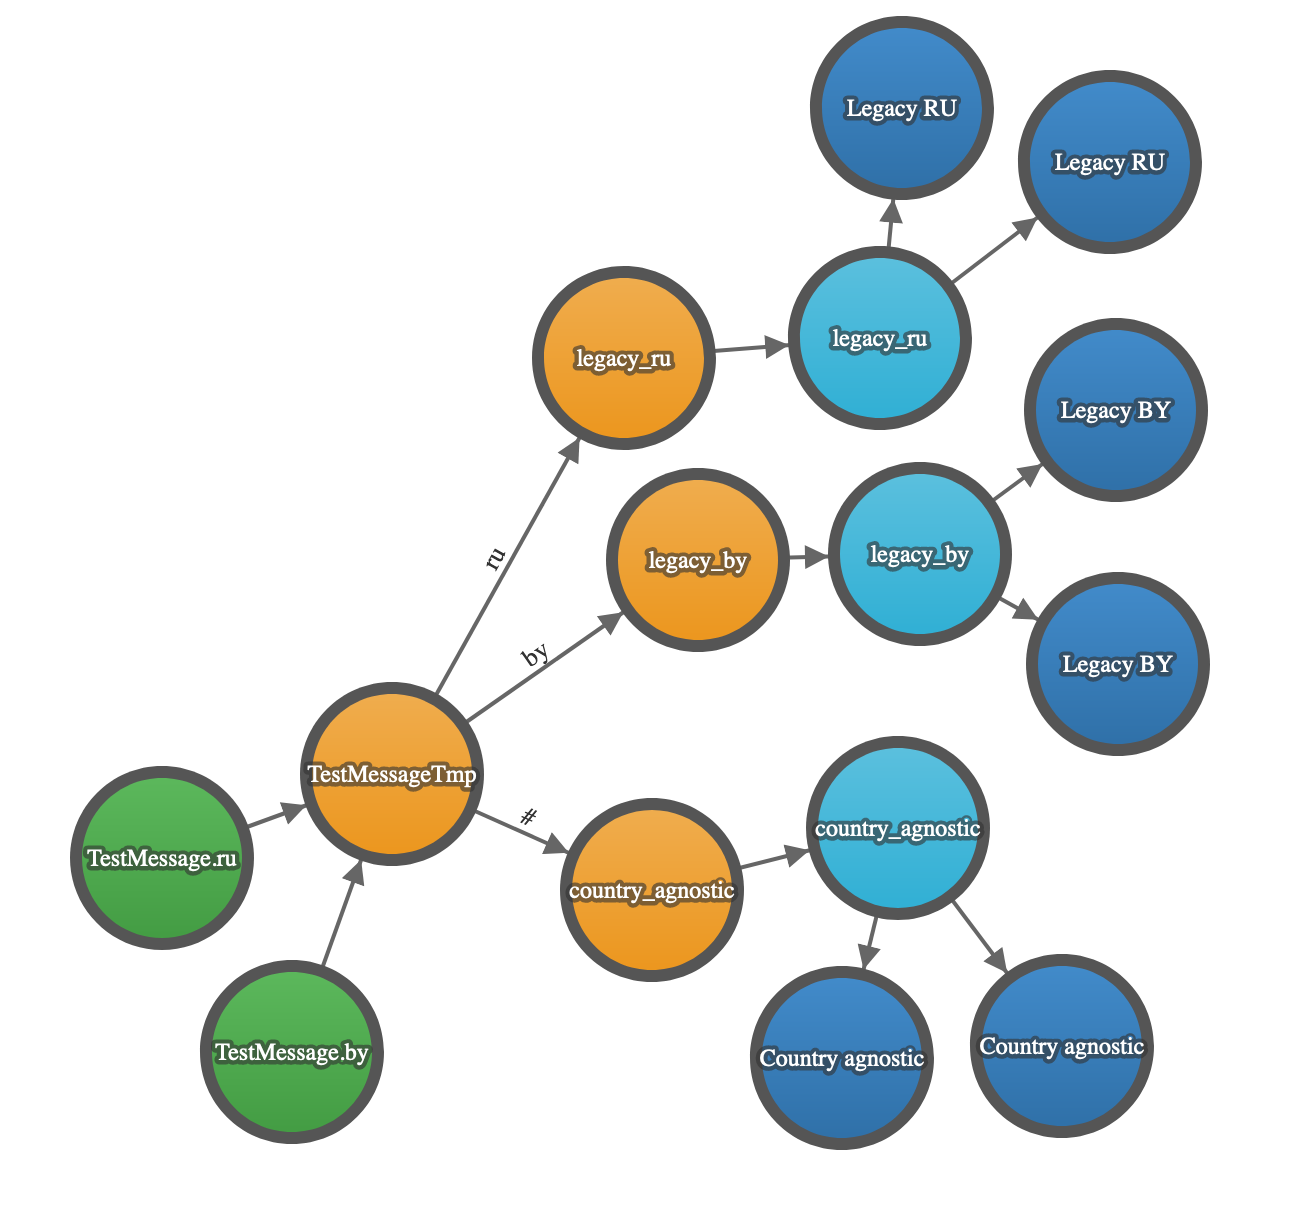 Legacy RU
Legacy RU
legacy_ru
legacy_ru
Legacy BY
ru
legacy_by
legacy_by
by
Legacy BY
TestMessageTmp
#
country_agnostic
TestMessage.ru
country_agnostic
TestMessage.by
Country agnostic
Country agnostic